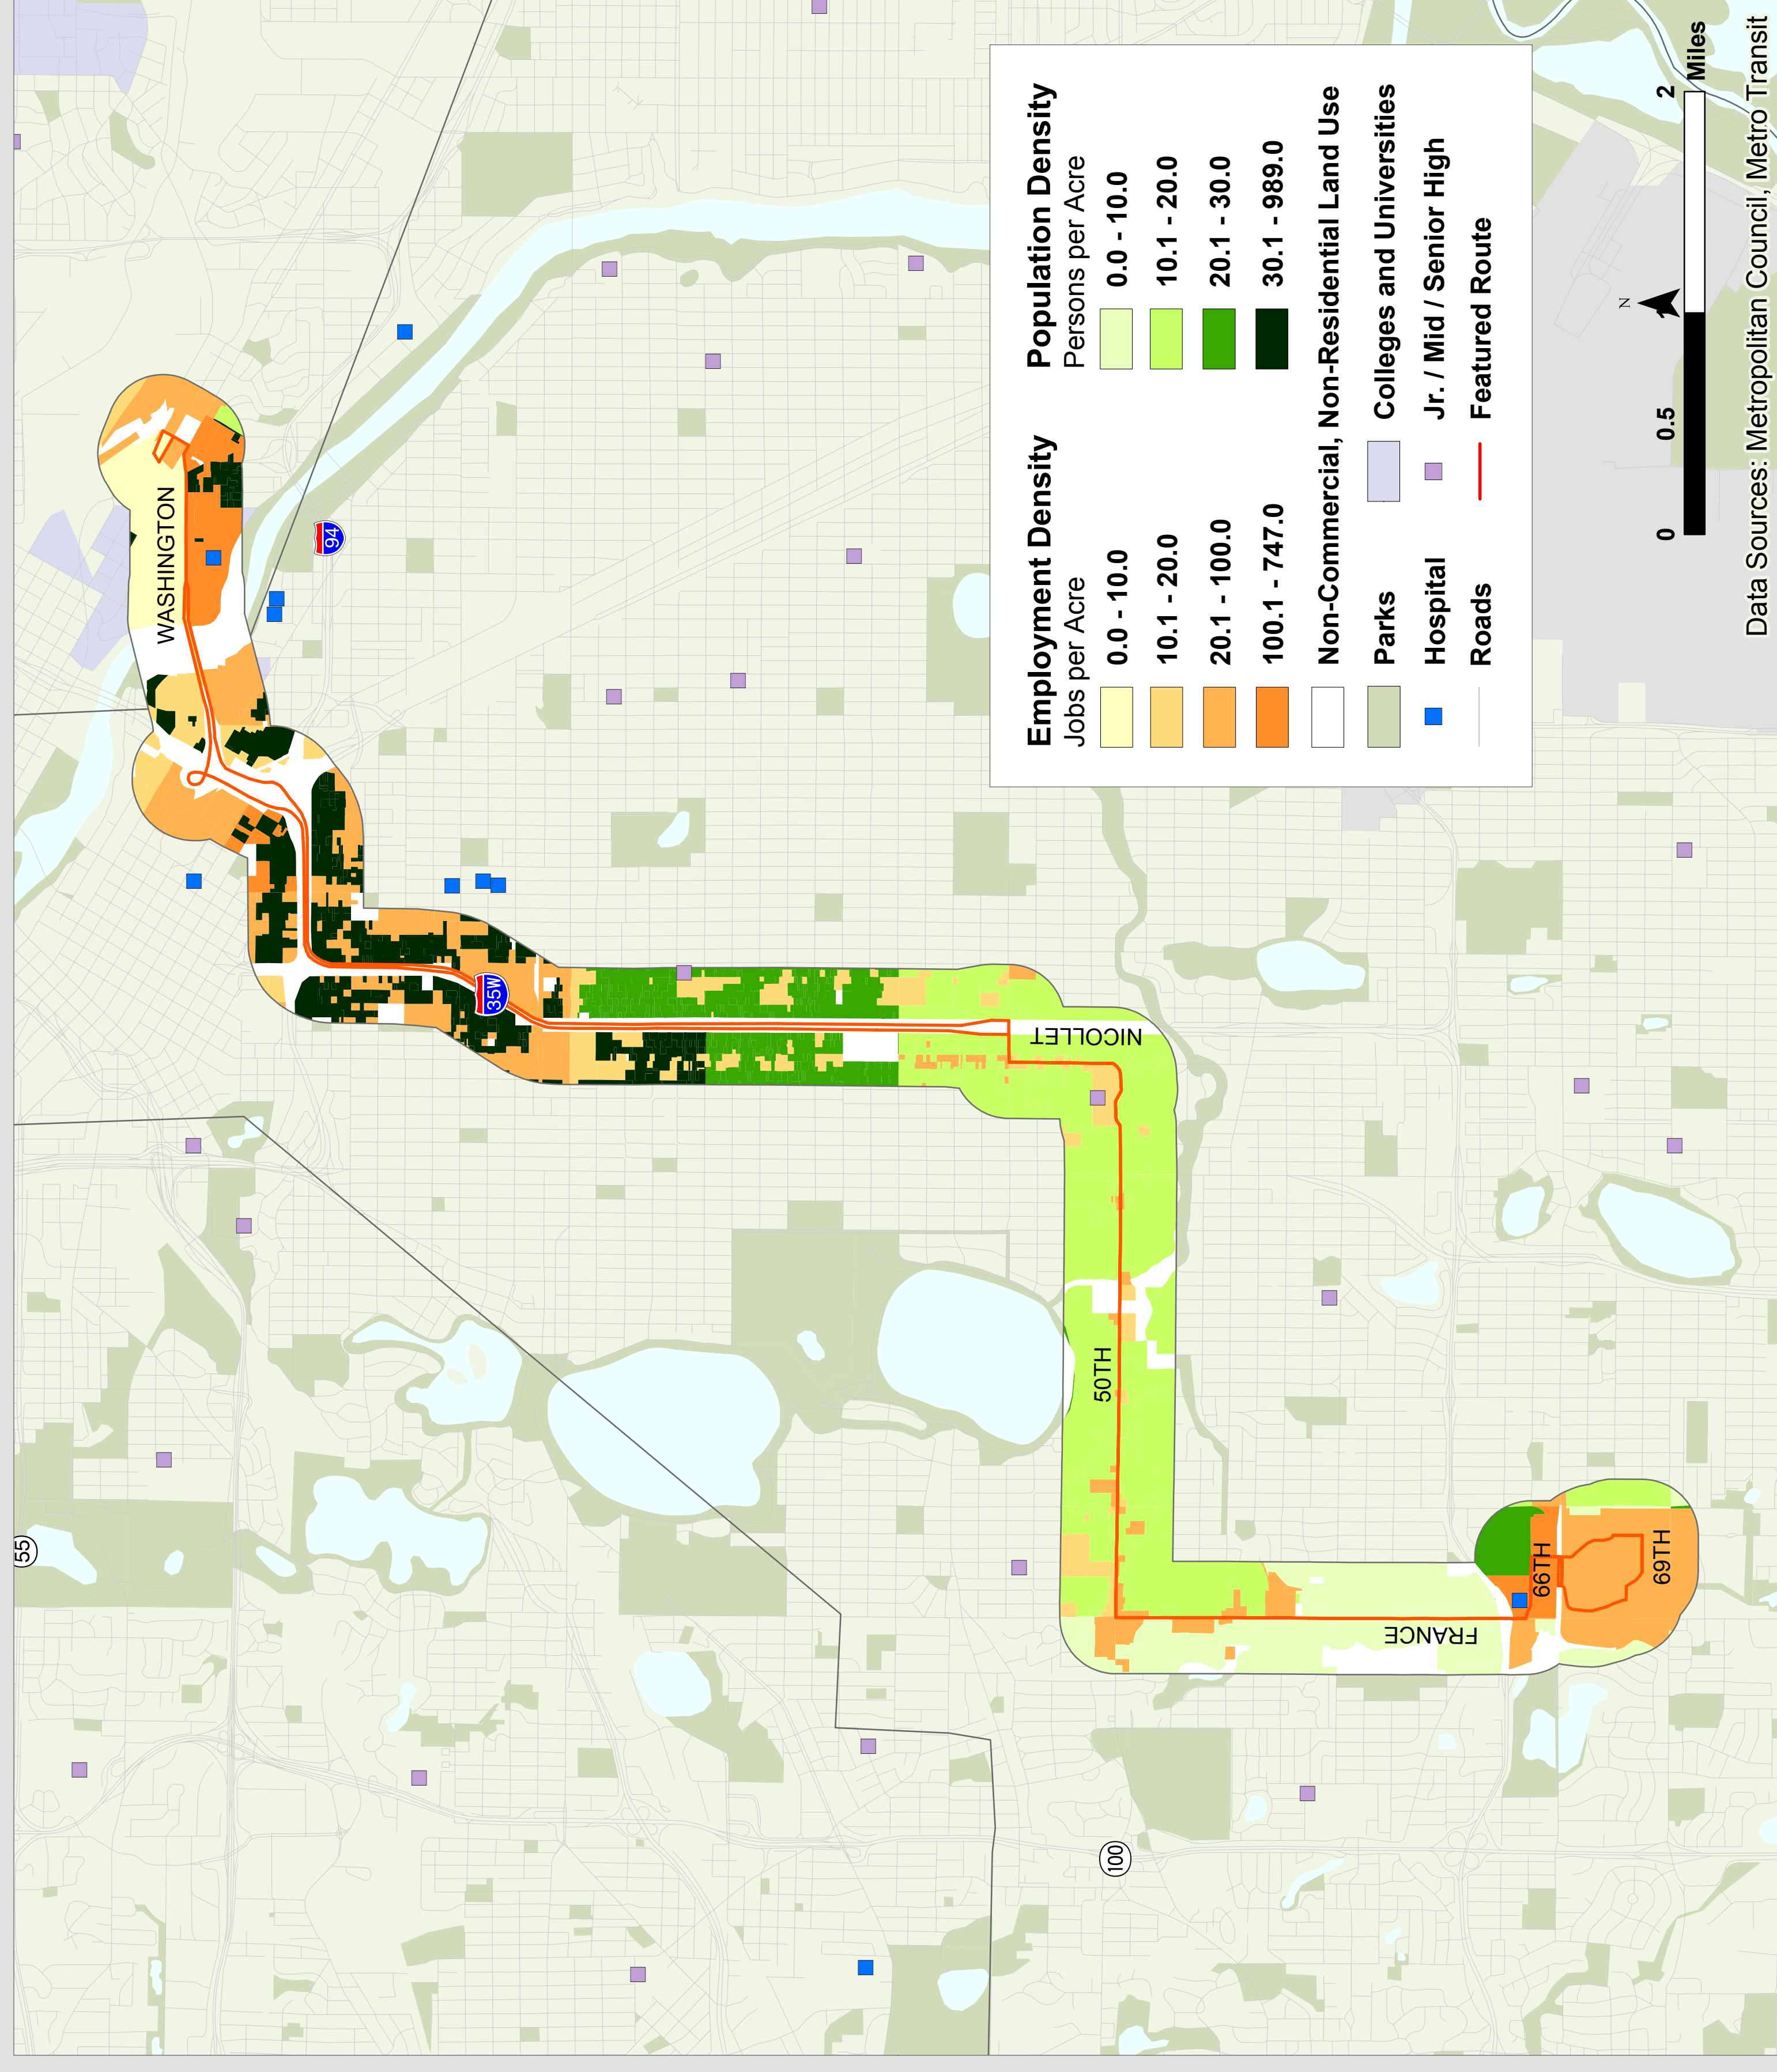 55
WASHINGTON
94
35W
NICOLLET
50TH
100
FRANCE
66TH
69TH
Employment Density
Jobs per Acre
0.0 - 10.0
10.1 - 20.0
20.1 - 100.0
100.1 - 747.0
Population Density
Persons per Acre
0.0 - 10.0
10.1 - 20.0
20.1 - 30.0
30.1 - 989.0
Non-Commercial, Non-Residential Land Use
Parks
Colleges and Universities
Hospital
Jr. / Mid / Senior High
Roads
Featured Route
N
0 0.5 1 2
Miles
Data Sources: Metropolitan Council, Metro Transit